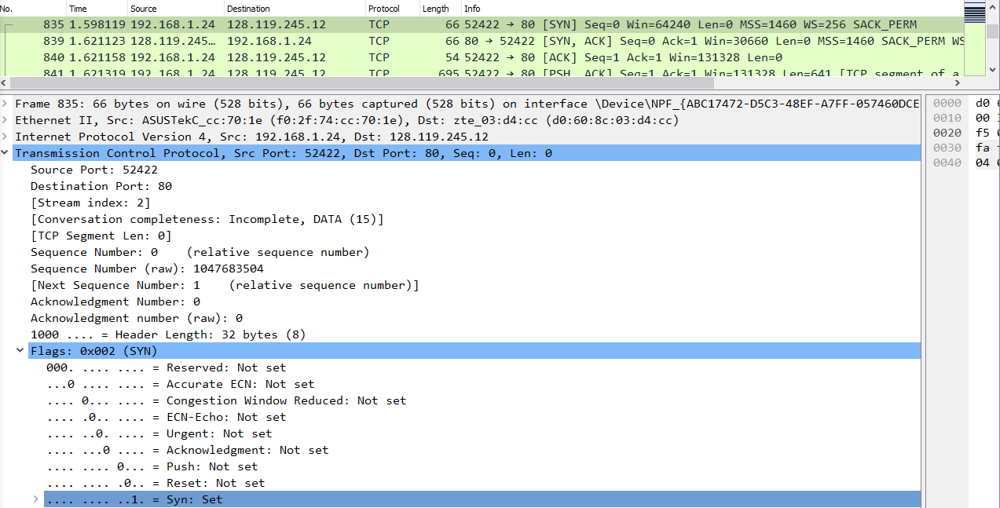 No. Time Source Destination Protocol Length Info
835 1.598119 192.168.1.24 128.119.245.12 TCP 66 52422 → 80 [SYN] Seq=0 Win=64240 Len=0 MSS=1460 WS=256 SACK_PERM
839 1.621123 128.119.245… 192.168.1.24 TCP 66 80 → 52422 [SYN, ACK] Seq=0 Ack=1 Win=30660 Len=0 MSS=1460 SACK_PERM WS
840 1.621158 192.168.1.24 128.119.245.12 TCP 54 52422 → 80 [ACK] Seq=1 Ack=1 Win=131328 Len=0
841 1.621319 192.168.1.24 128.119.245.12 TCP 695 52422 → 80 [PSH, ACK] Seq=1 Ack=1 Win=131328 Len=641 [TCP segment of a
Frame 835: 66 bytes on wire (528 bits), 66 bytes captured (528 bits) on interface \Device\NPF_{ABC17472-D5C3-48EF-A7FF-057460DCE
Ethernet II, Src: ASUSTekC_cc:70:1e (f0:2f:74:cc:70:1e), Dst: zte_03:d4:cc (d0:60:8c:03:d4:cc)
Internet Protocol Version 4, Src: 192.168.1.24, Dst: 128.119.245.12
Transmission Control Protocol, Src Port: 52422, Dst Port: 80, Seq: 0, Len: 0
Source Port: 52422
Destination Port: 80
[Stream index: 2]
[Conversation completeness: Incomplete, DATA (15)]
[TCP Segment Len: 0]
Sequence Number: 0 (relative sequence number)
Sequence Number (raw): 1047683504
[Next Sequence Number: 1 (relative sequence number)]
Acknowledgment Number: 0
Acknowledgment number (raw): 0
1000 .... = Header Length: 32 bytes (8)
Flags: 0x002 (SYN)
000. .... .... = Reserved: Not set
...0 .... .... = Accurate ECN: Not set
.... 0... .... = Congestion Window Reduced: Not set
.... .0.. .... = ECN-Echo: Not set
.... ..0. .... = Urgent: Not set
.... ...0 .... = Acknowledgment: Not set
.... .... 0... = Push: Not set
.... .... .0.. = Reset: Not set
.... .... ..1. = Syn: Set
0000 d0
0010 00
0020 f5
0030 fa
0040 04